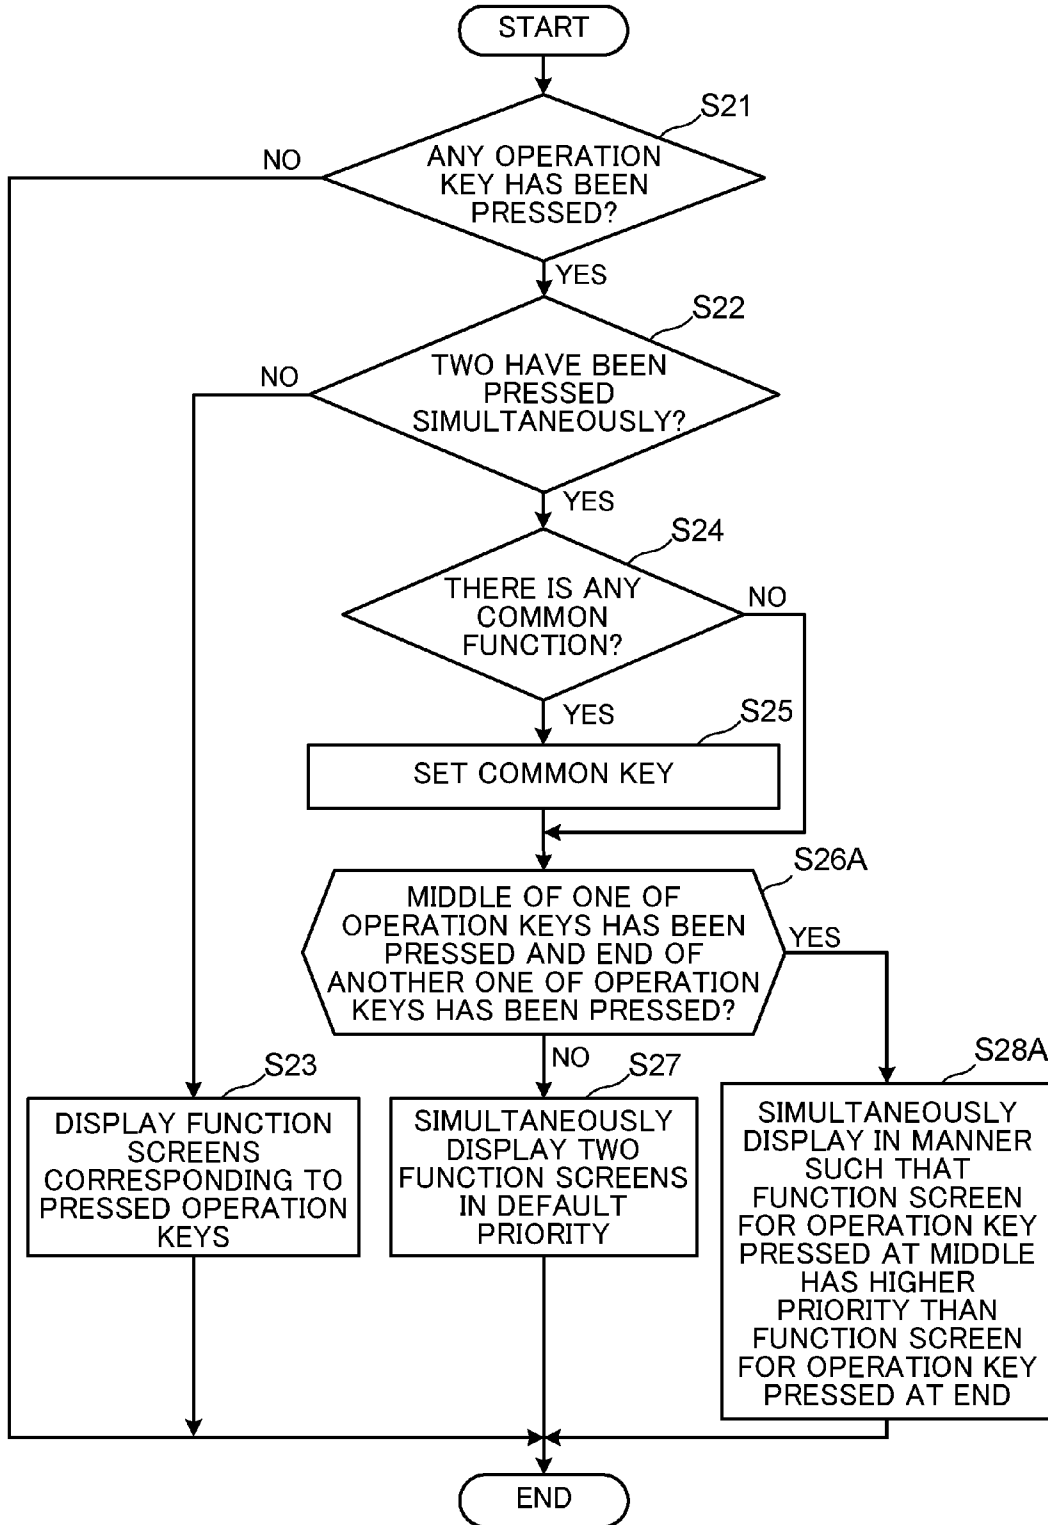 START
S21
ANY OPERATION
KEY HAS BEEN
PRESSED?
NO
YES
S22
TWO HAVE BEEN
PRESSED
SIMULTANEOUSLY?
NO
YES
S24
THERE IS ANY
COMMON
FUNCTION?
NO
YES
S25
SET COMMON KEY
S26A
MIDDLE OF ONE OF
OPERATION KEYS HAS BEEN
PRESSED AND END OF
ANOTHER ONE OF OPERATION
KEYS HAS BEEN PRESSED?
YES
NO
S23
DISPLAY FUNCTION
SCREENS
CORRESPONDING TO
PRESSED OPERATION
KEYS
S27
SIMULTANEOUSLY
DISPLAY TWO
FUNCTION SCREENS
IN DEFAULT
PRIORITY
S28A
SIMULTANEOUSLY
DISPLAY IN MANNER
SUCH THAT
FUNCTION SCREEN
FOR OPERATION KEY
PRESSED AT MIDDLE
HAS HIGHER
PRIORITY THAN
FUNCTION SCREEN
FOR OPERATION KEY
PRESSED AT END
END